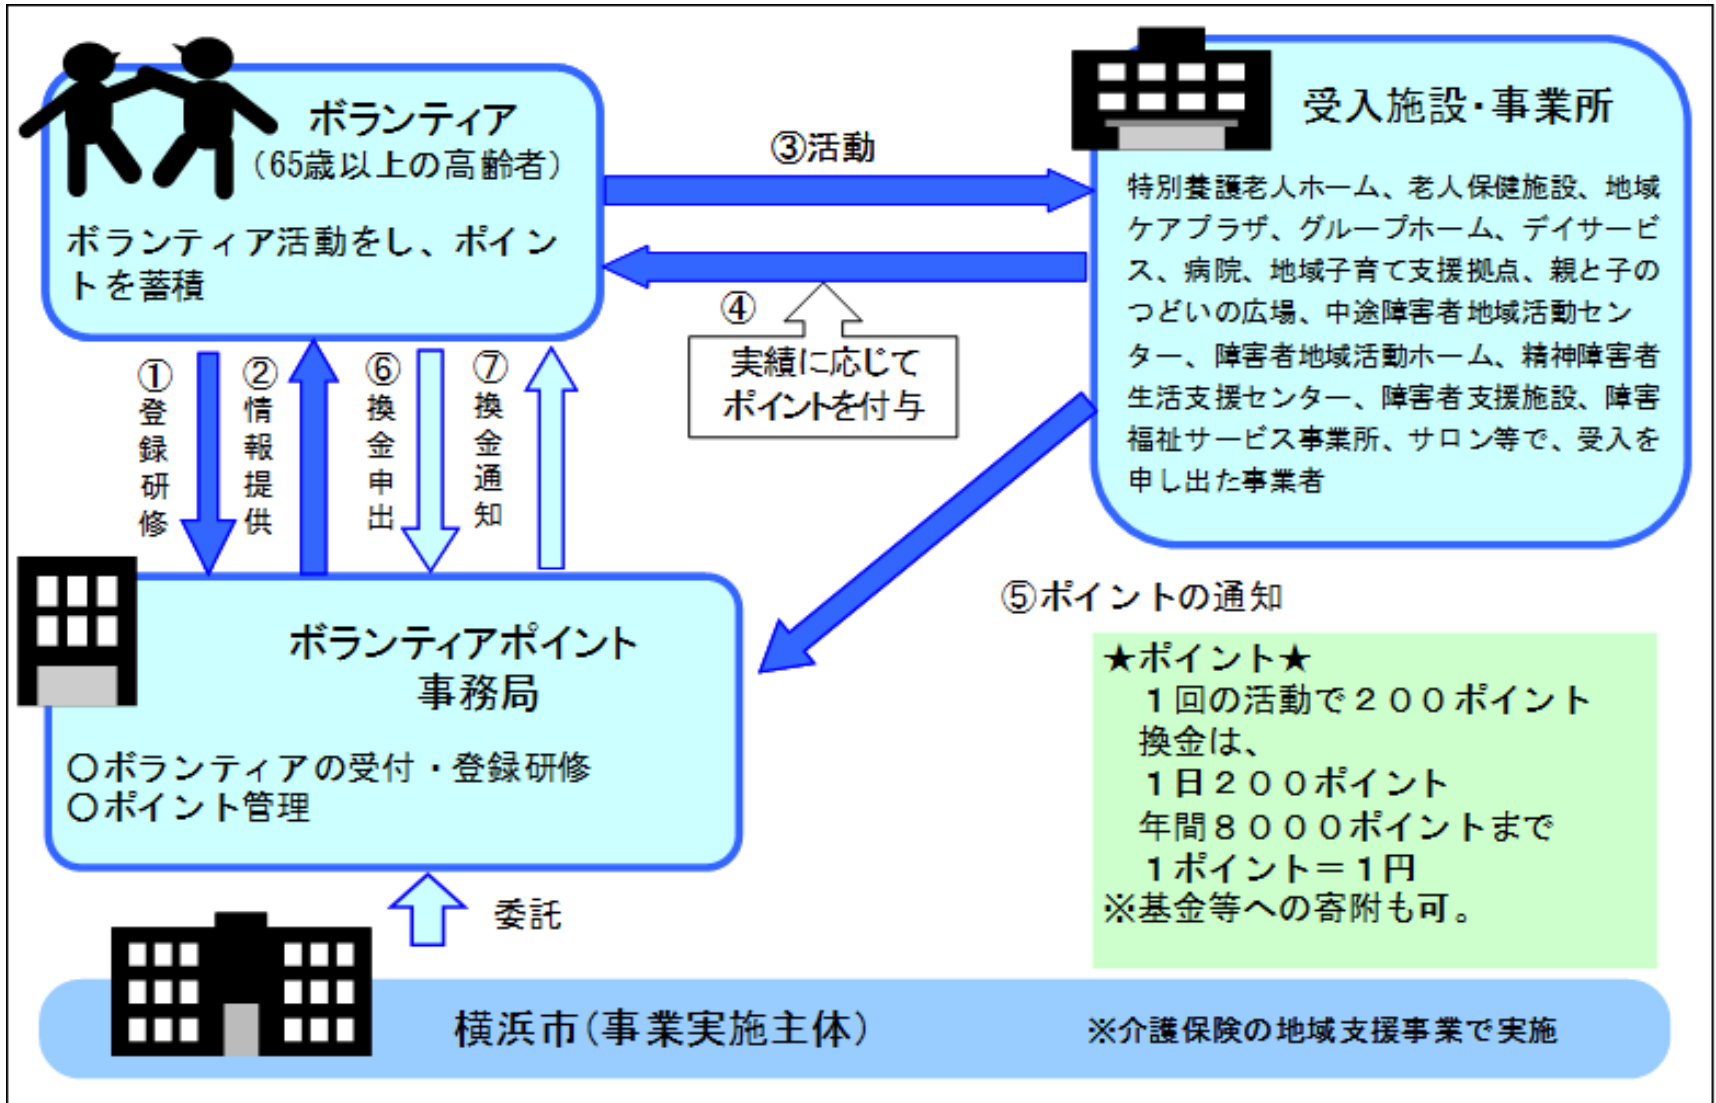 ボランティア
（65歳以上の高齢者）
ボランティア活動をし、ポイン
トを蓄積
③活動
④
実績に応じて
ポイントを付与
受入施設・事業所
特別養護老人ホーム、老人保健施設、地域
ケアプラザ、グループホーム、デイサービ
ス、病院、地域子育て支援拠点、親と子の
つどいの広場、中途障害者地域活動セン
ター、障害者地域活動ホーム、精神障害者
生活支援センター、障害者支援施設、障害
福祉サービス事業所、サロン等で、受入を
申し出た事業者
①登録研修
②情報提供
⑥換金申出
⑦換金通知
⑤ポイントの通知
ボランティアポイント
事務局
○ボランティアの受付・登録研修
○ポイント管理
★ポイント★
１回の活動で２００ポイント
換金は、
１日２００ポイント
年間８０００ポイントまで
１ポイント＝１円
※基金等への寄附も可。
委託
横浜市（事業実施主体）
※介護保険の地域支援事業で実施